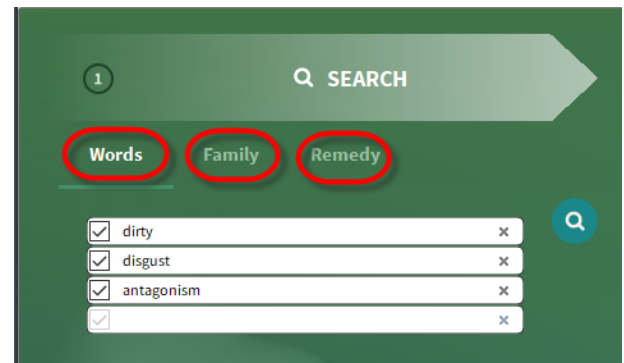 1 SEARCH
Words Family Remedy
dirty
disgust
antagonism